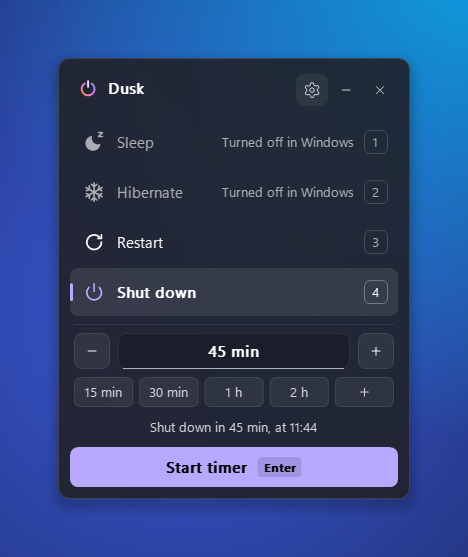 Dusk
Sleep Turned off in Windows 1
Hibernate Turned off in Windows 2
Restart 3
Shut down 4
− 45 min +
15 min 30 min 1 h 2 h +
Shut down in 45 min, at 11:44
Start timer Enter